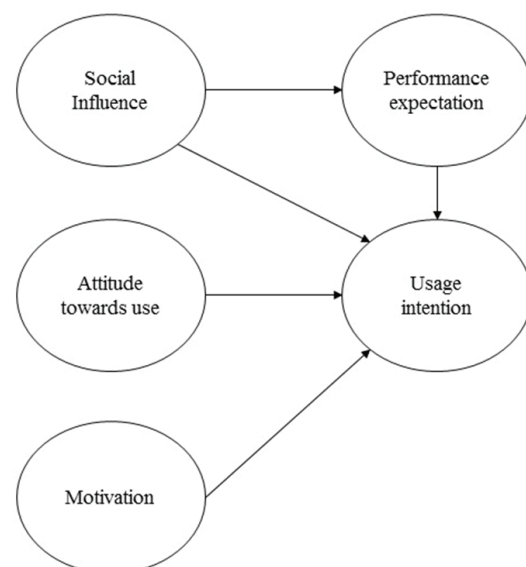 Social
Influence
Performance
expectation
Attitude
towards use
Usage
intention
Motivation